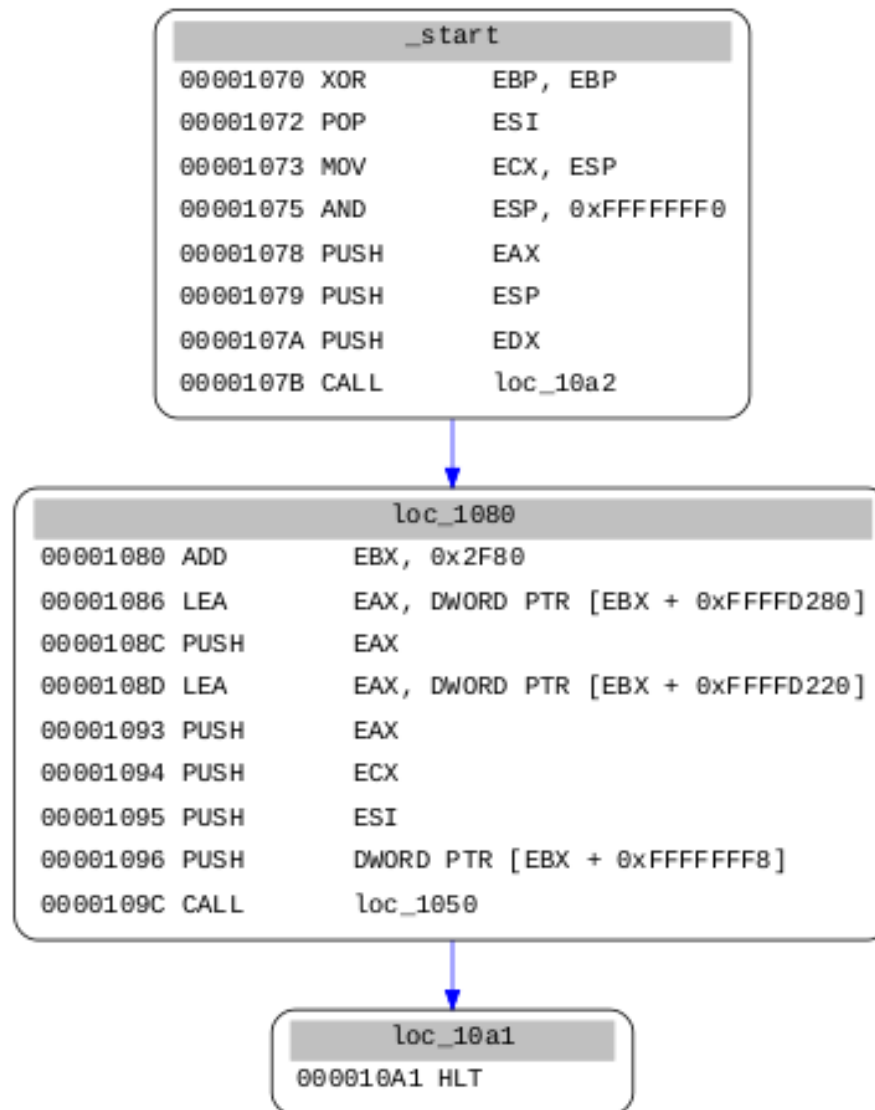 _start
00001070 XOR EBP, EBP
00001072 POP ESI
00001073 MOV ECX, ESP
00001075 AND ESP, 0xFFFFFFF0
00001078 PUSH EAX
00001079 PUSH ESP
0000107A PUSH EDX
0000107B CALL loc_10a2
loc_1080
00001080 ADD EBX, 0x2F80
00001086 LEA EAX, DWORD PTR [EBX + 0xFFFFD280]
0000108C PUSH EAX
0000108D LEA EAX, DWORD PTR [EBX + 0xFFFFD220]
00001093 PUSH EAX
00001094 PUSH ECX
00001095 PUSH ESI
00001096 PUSH DWORD PTR [EBX + 0xFFFFFFF8]
0000109C CALL loc_1050
loc_10a1
000010A1 HLT